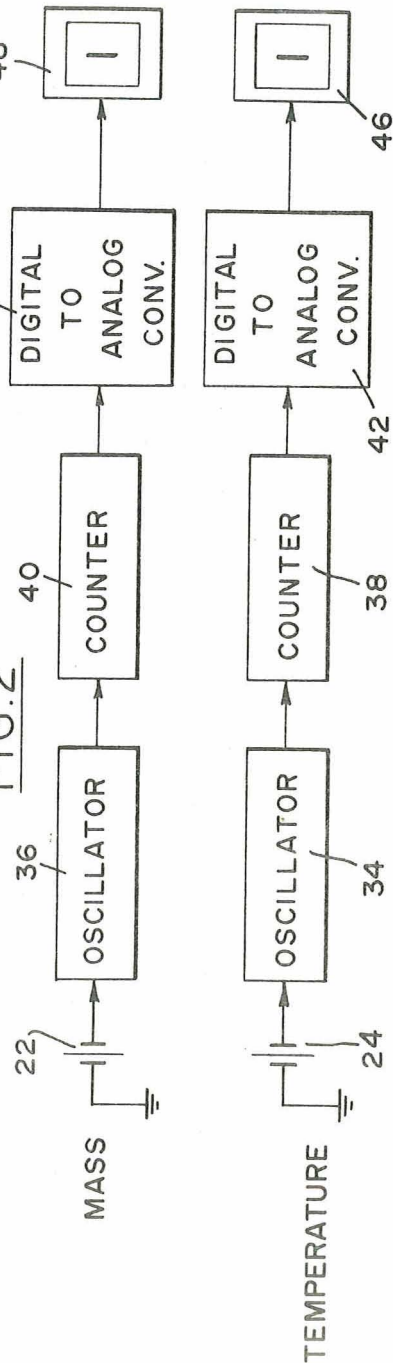 FIG.2
MASS
22
36
OSCILLATOR
40
COUNTER
DIGITAL
TO
ANALOG
CONV.
TEMPERATURE
24
OSCILLATOR
34
COUNTER
38
DIGITAL
TO
ANALOG
CONV.
42
46